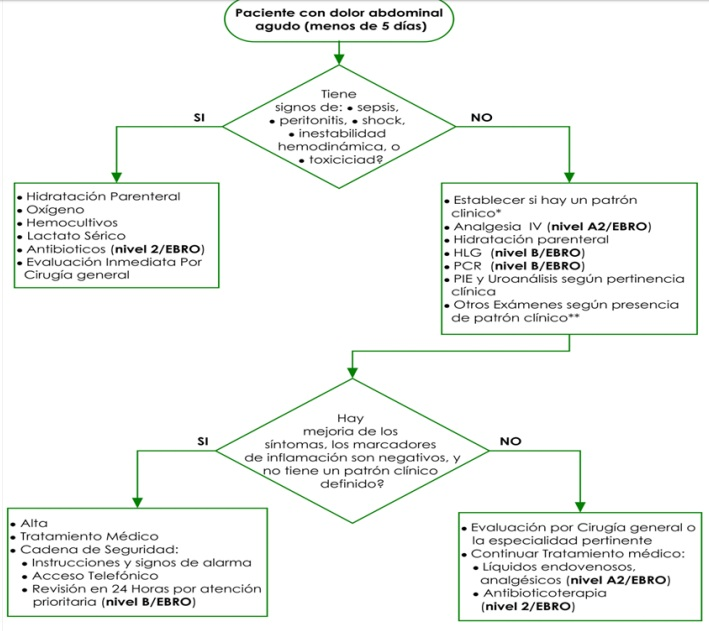 Paciente con dolor abdominal
agudo (menos de 5 días)
Tiene
signos de: • sepsis,
• peritonitis, • shock,
• inestabilidad
hemodinámica, o
• toxiciciad?
SI
NO
• Hidratación Parenteral
• Oxígeno
• Hemocultivos
• Lactato Sérico
• Antibioticos (nivel 2/EBRO)
• Evaluación Inmediata Por
Cirugía general
• Establecer si hay un patrón
clinico*
• Analgesia IV (nivel A2/EBRO)
• Hidratación parenteral
• HLG (nivel B/EBRO)
• PCR (nivel B/EBRO)
• PIE y Uroanálisis según pertinencia
clínica
• Otros Exámenes según presencia
de patrón clínico**
Hay
mejoria de los
síntomas, los marcadores
de inflamación son negativos, y
no tiene un patrón clínico
definido?
SI
NO
• Alta
• Tratamiento Médico
• Cadena de Seguridad:
• Instrucciones y signos de alarma
• Acceso Telefónico
• Revisión en 24 Horas por atención
prioritaria (nivel B/EBRO)
• Evaluación por Cirugía general o
la especialidad pertinente
• Continuar Tratamiento médico:
• Líquidos endovenosos,
analgésicos (nivel A2/EBRO)
• Antibioticoterapia
(nivel 2/EBRO)